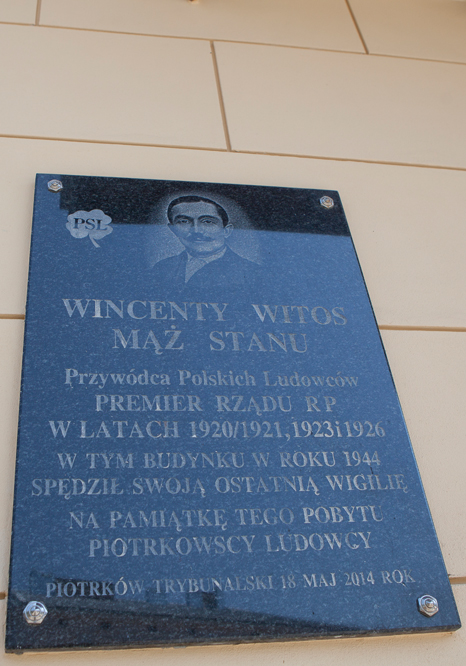 PSL
WINCENTY WITOS
MĄŻ STANU
Przywódca Polskich Ludowców
PREMIER RZĄDU RP
W LATACH 1920/1921, 1923 i 1926
W TYM BUDYNKU W ROKU 1944
SPĘDZIŁ SWOJĄ OSTATNIĄ WIGILIĘ
NA PAMIĄTKĘ TEGO POBYTU
PIOTRKOWSCY LUDOWCY
PIOTRKÓW TRYBUNALSKI 18 MAJ 2014 ROK